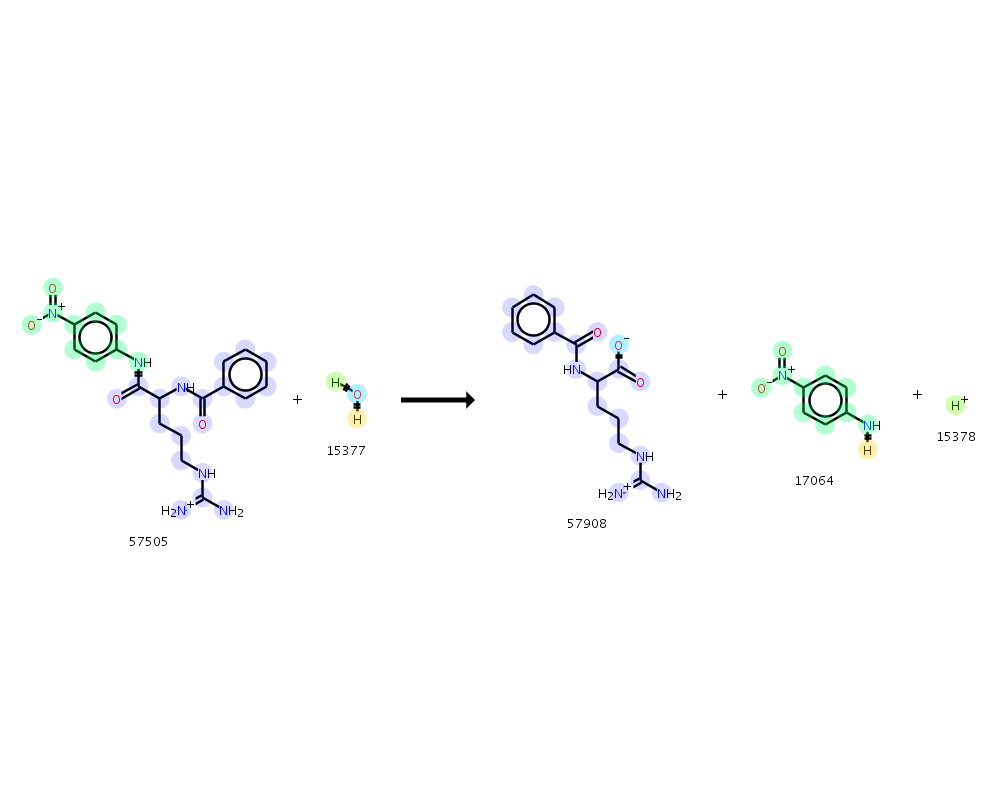 O
N+
O-
NH
O
NH
O
NH
H2N+
NH2
57505
+
H
O
H
15377
O
O-
HN
O
NH
H2N+
NH2
57908
+
O
N+
O-
NH
H
17064
+
H+
15378